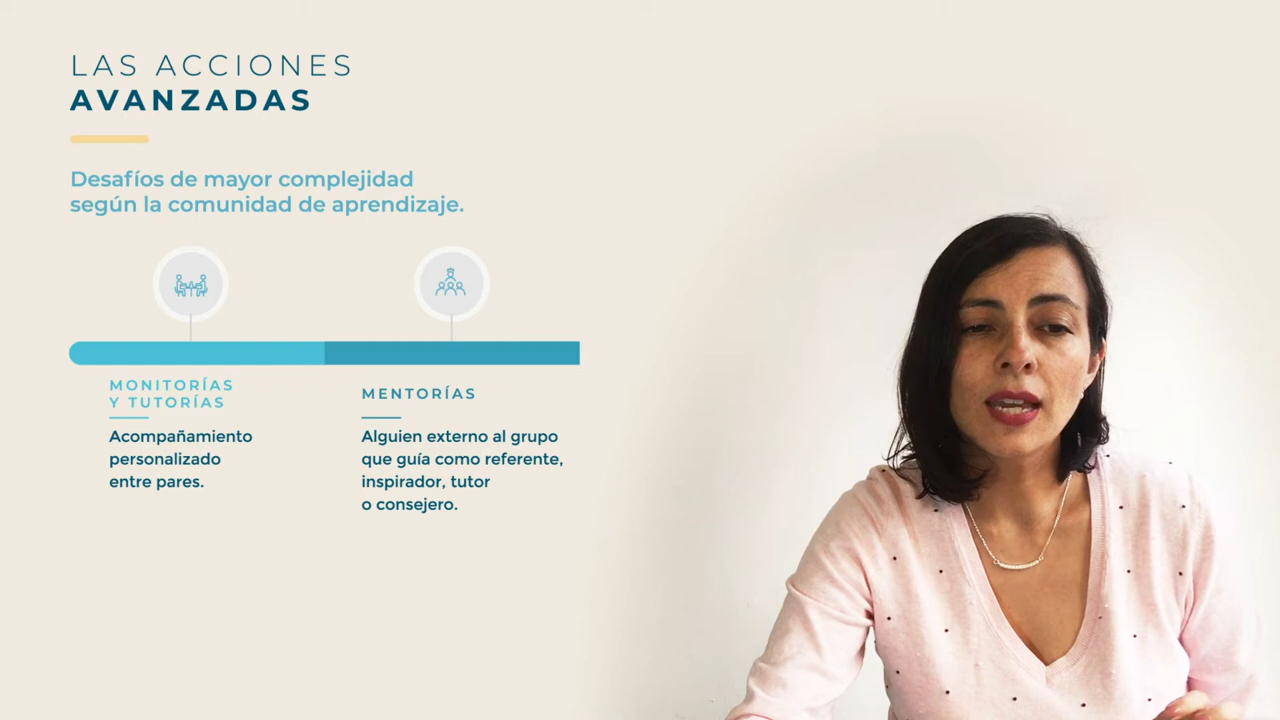 LAS ACCIONES
AVANZADAS
Desafíos de mayor complejidad
según la comunidad de aprendizaje.
MONITORÍAS
Y TUTORÍAS
Acompañamiento
personalizado
entre pares.
MENTORÍAS
Alguien externo al grupo
que guía como referente,
inspirador, tutor
o consejero.